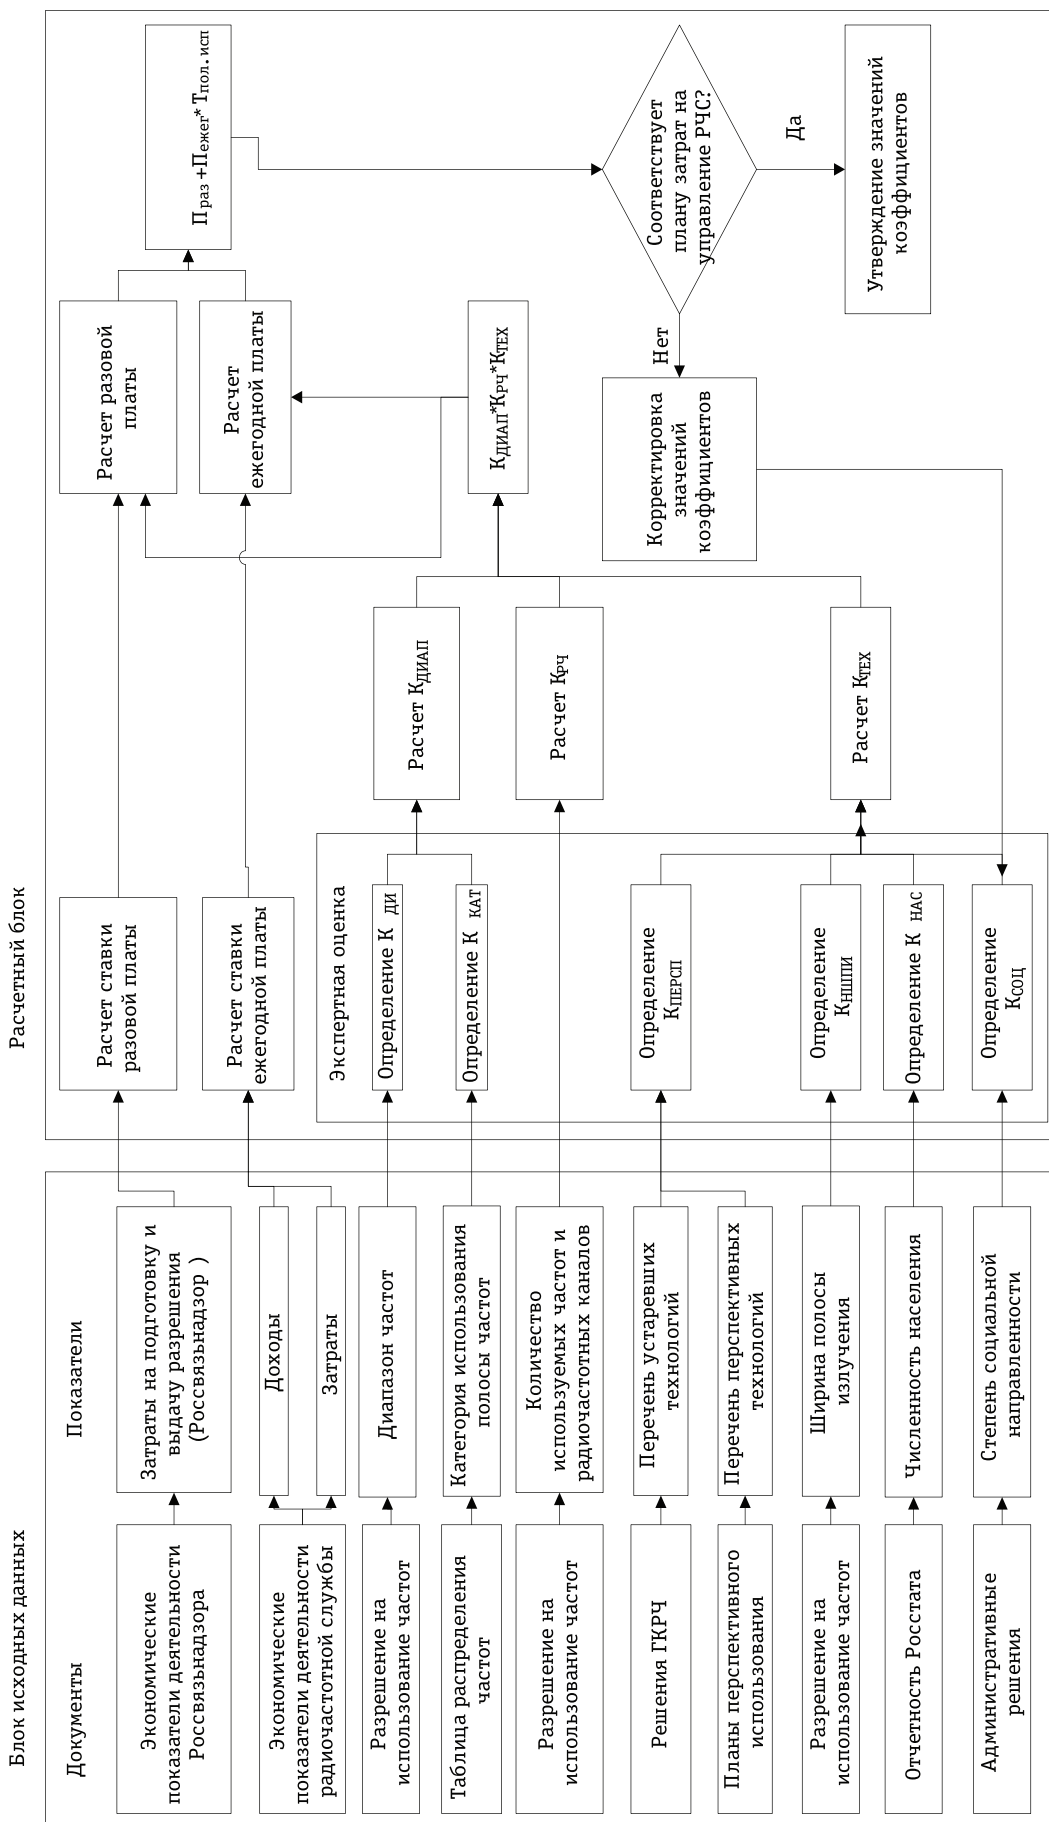 Блок исходных данных
Документы
Показатели
Экономические
показатели деятельности
Россвязьнадзора
Затраты на подготовку и
выдачу разрешения
(Россвязьнадзор )
Экономические
показатели деятельности
радиочастотной службы
Доходы
Затраты
Разрешение на
использование частот
Диапазон частот
Таблица распределения
частот
Категория использования
полосы частот
Разрешение на
использование частот
Количество
используемых частот и
радиочастотных каналов
Решения ГКРЧ
Перечень устаревших
технологий
Планы перспективного
использования
Перечень перспективных
технологий
Разрешение на
использование частот
Ширина полосы
излучения
Отчетность Росстата
Численность населения
Административные
решения
Степень социальной
направленности
Расчетный блок
Расчет ставки
разовой платы
Расчет ставки
ежегодной платы
Экспертная оценка
Определение К ДИ
Определение К КАТ
Определение
КПЕРСП
Определение
КНШПИ
Определение К НАС
Определение
КСОЦ
Расчет КДИАП
Расчет КРЧ
Расчет КТЕХ
Расчет разовой
платы
Расчет
ежегодной платы
КДИАП*КРЧ*КТЕХ
Корректировка
значений
коэффициентов
Нет
Праз +Пежег* Тпол.исп
Соответствует
плану затрат на
управление РЧС?
Да
Утверждение значений
коэффициентов